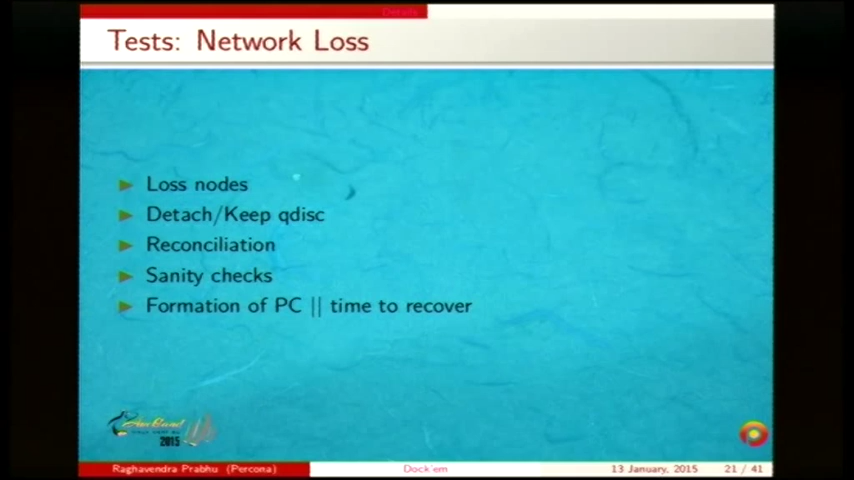 Details
Tests: Network Loss
Loss nodes
Detach/Keep qdisc
Reconciliation
Sanity checks
Formation of PC || time to recover
2015
Raghavendra Prabhu (Percona)
Dock'em
13 January, 2015
21 / 41